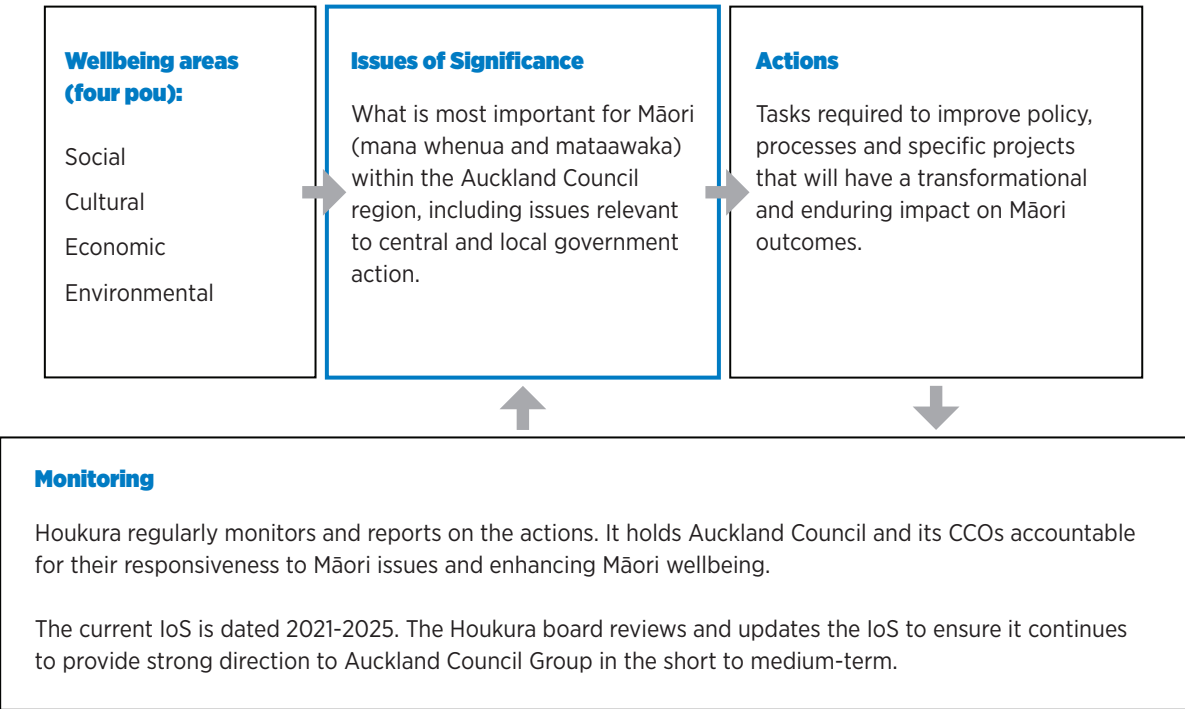 Wellbeing areas
(four pou):
Social
Cultural
Economic
Environmental
Issues of Significance
What is most important for Māori
(mana whenua and mataawaka)
within the Auckland Council
region, including issues relevant
to central and local government
action.
Actions
Tasks required to improve policy,
processes and specific projects
that will have a transformational
and enduring impact on Māori
outcomes.
Monitoring
Houkura regularly monitors and reports on the actions. It holds Auckland Council and its CCOs accountable
for their responsiveness to Māori issues and enhancing Māori wellbeing.
The current IoS is dated 2021-2025. The Houkura board reviews and updates the IoS to ensure it continues
to provide strong direction to Auckland Council Group in the short to medium-term.